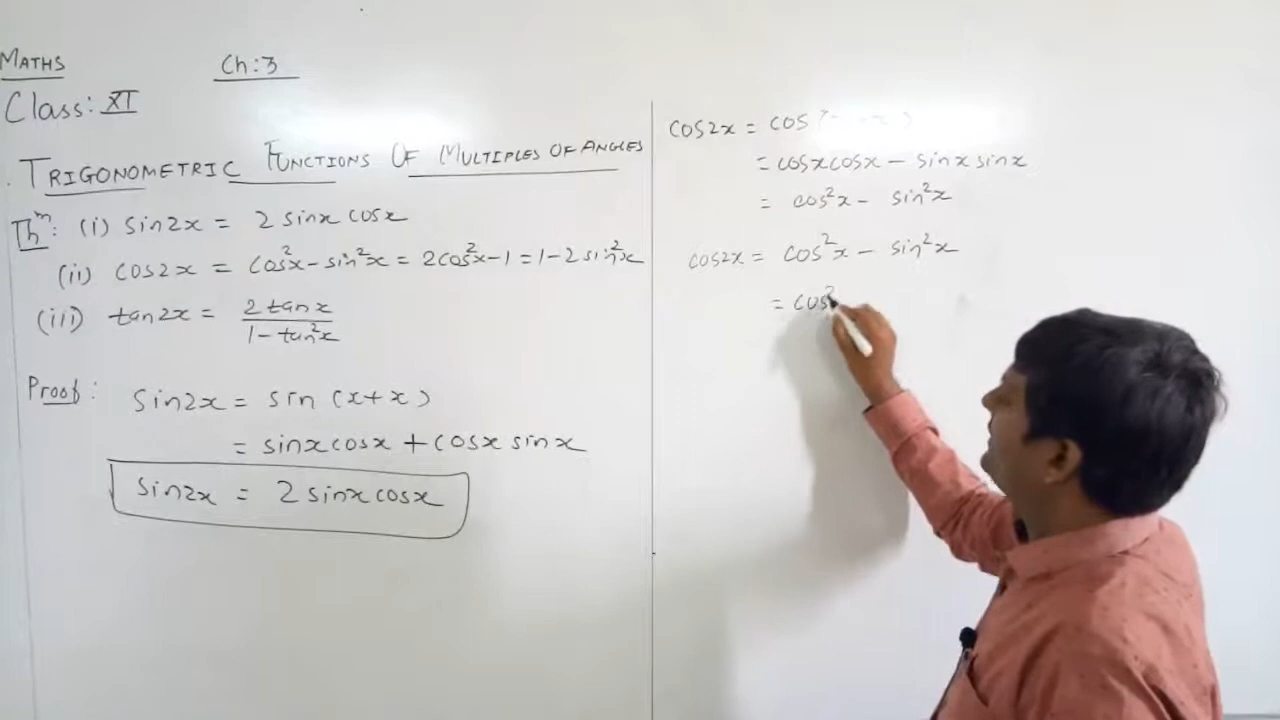 MATHS
Ch:3
Class: XI
TRIGONOMETRIC FUNCTIONS OF MULTIPLES OF ANGLES
Thm: (i) sin2x = 2 sinx cosx
(ii) cos2x = cos²x - sin²x = 2cos²x - 1 = 1 - 2 sin²x
(iii) tan2x = 2 tanx / 1 - tan²x
Proof: Sin2x = sin (x+x)
= sinx cosx + cosx sinx
Sin2x = 2 sinx cosx
cos2x = cos
= cosx cosx - sinx sinx
= cos²x - sin²x
cos2x = cos²x - sin²x
= cos²